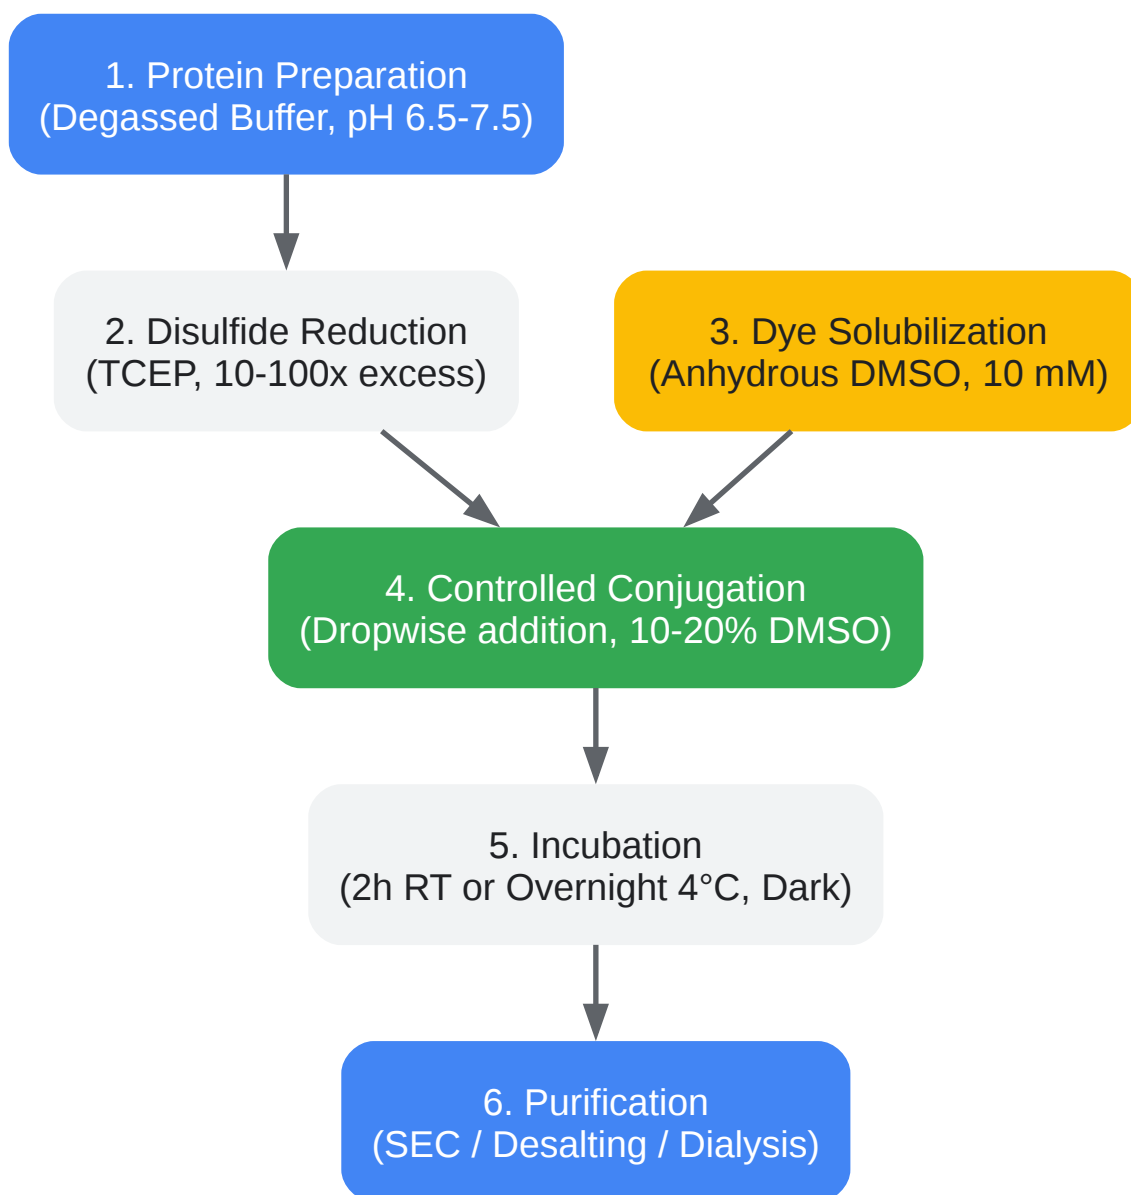 1. Protein Preparation
(Degassed Buffer, pH 6.5-7.5)
2. Disulfide Reduction
(TCEP, 10-100x excess)
3. Dye Solubilization
(Anhydrous DMSO, 10 mM)
4. Controlled Conjugation
(Dropwise addition, 10-20% DMSO)
5. Incubation
(2h RT or Overnight 4°C, Dark)
6. Purification
(SEC / Desalting / Dialysis)